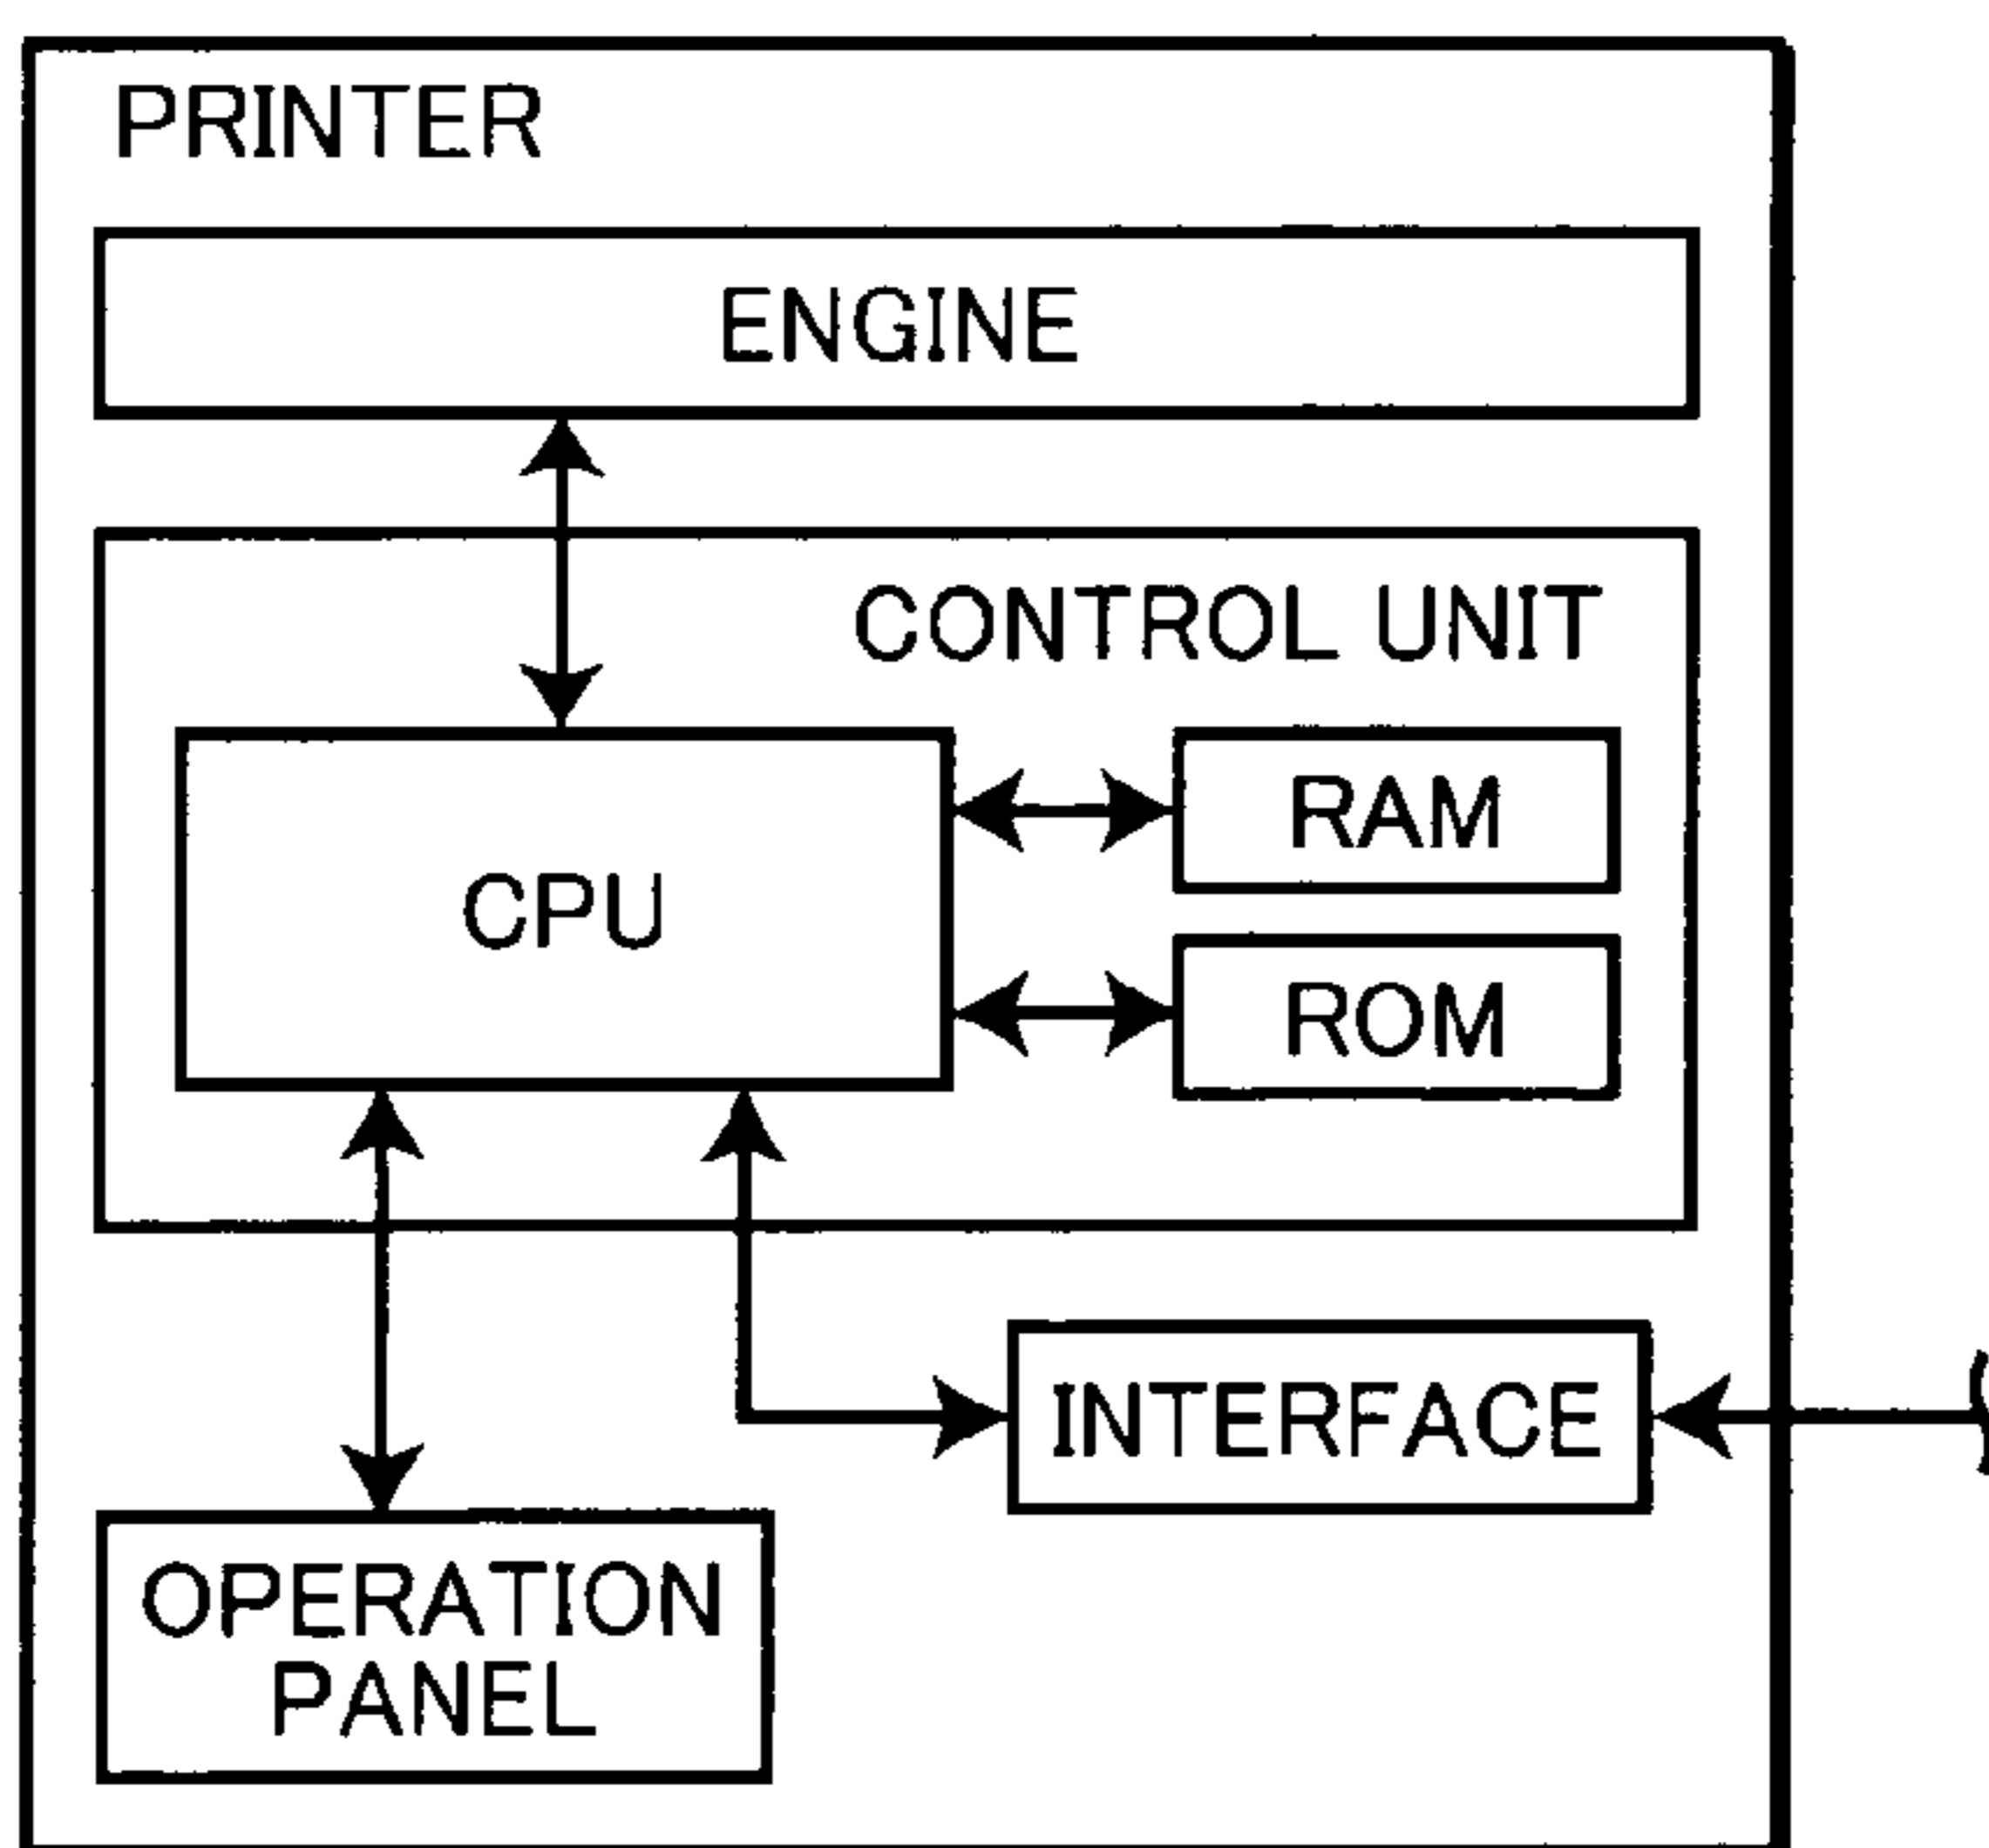 PRINTER
ENGINE
CONTROL UNIT
CPU
RAM
ROM
INTERFACE
OPERATION
PANEL